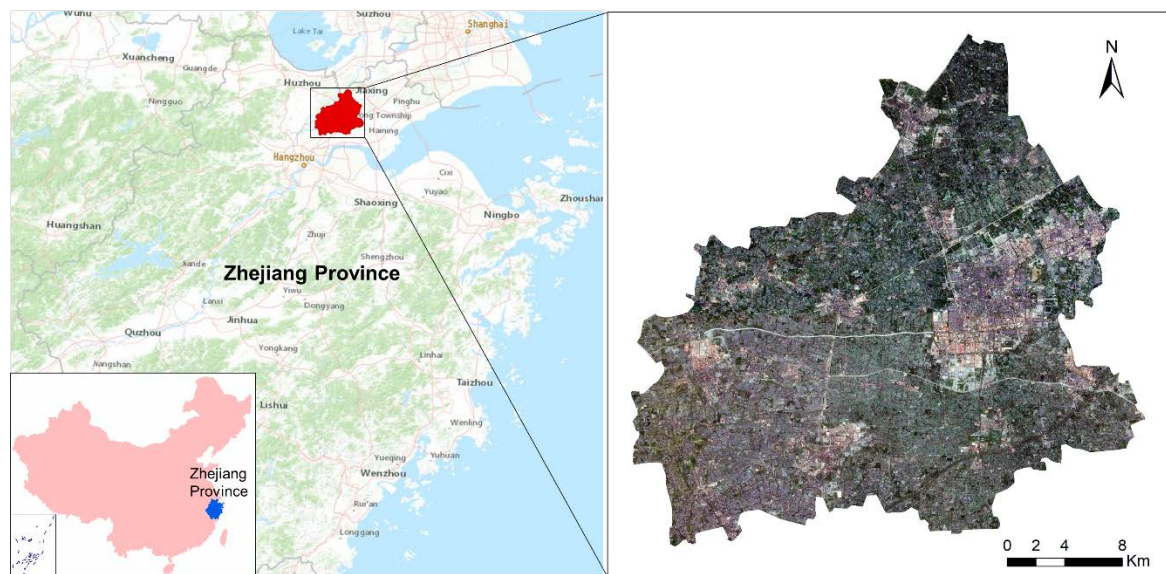 Wuhu
Suzhou
Shanghai
Lake Tai
Xuancheng
Guangde
Huzhou
Jiaxing
Ningguo
Pinghu
ong Township
Haining
Hangzhou
Cixi
Yuyao
Zhoushan
Shaoxing
Ningbo
Huangshan
Zhuji
Shengzhou
Jiande
Zhejiang Province
Yiwu
Lanxi
Dongyang
Quzhou
Jinhua
Linhai
Jiangshan
Yongkang
Taizhou
Lishui
Wenling
Yueqing
Yuhuan
Wenzhou
Rui'an
Longgang
Zhejiang
Province
N
0 2 4 8
Km